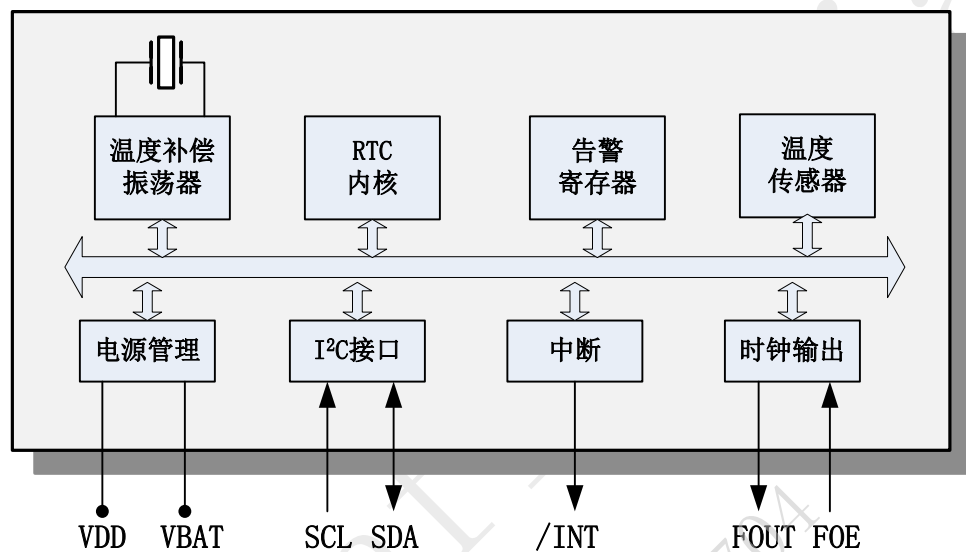 温度补偿
振荡器
RTC
内核
告警
寄存器
温度
传感器
电源管理
I²C接口
中断
时钟输出
VDD VBAT SCL SDA /INT FOUT FOE